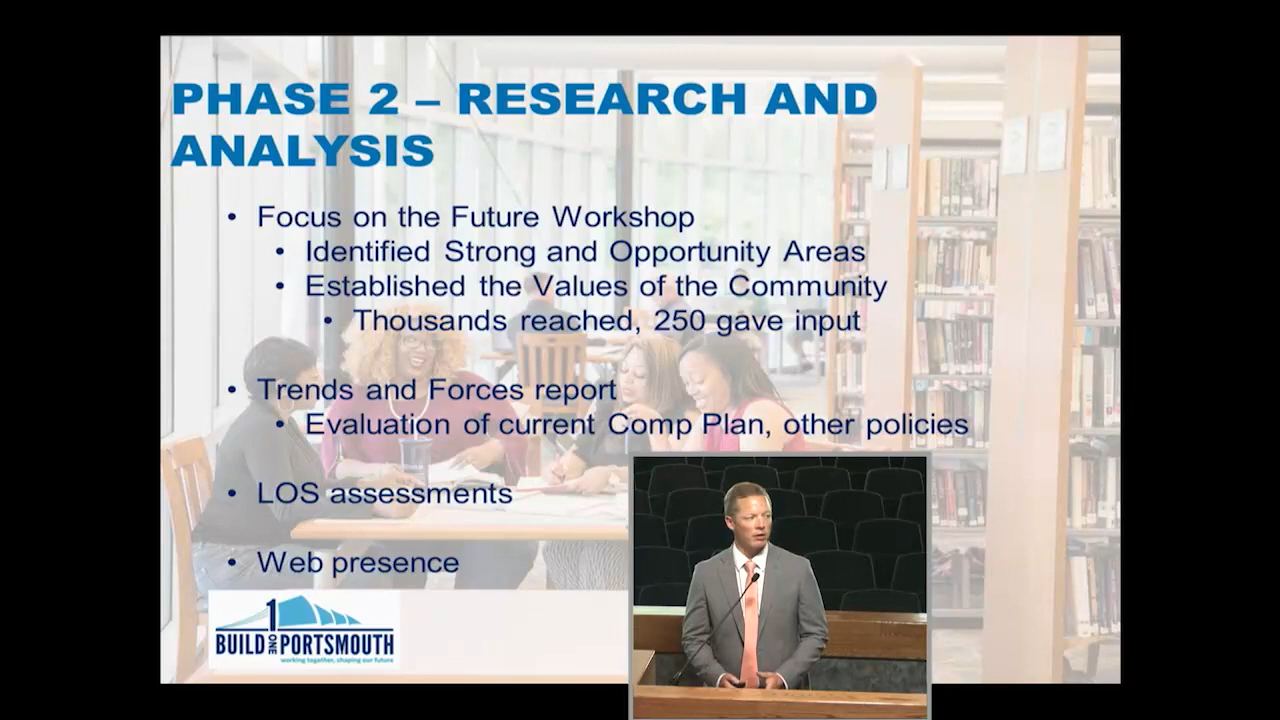 PHASE 2 – RESEARCH AND
ANALYSIS
• Focus on the Future Workshop
• Identified Strong and Opportunity Areas
• Established the Values of the Community
• Thousands reached, 250 gave input
• Trends and Forces report
• Evaluation of current Comp Plan, other policies
• LOS assessments
• Web presence
BUILD 1 ONE PORTSMOUTH
working together, shaping our future